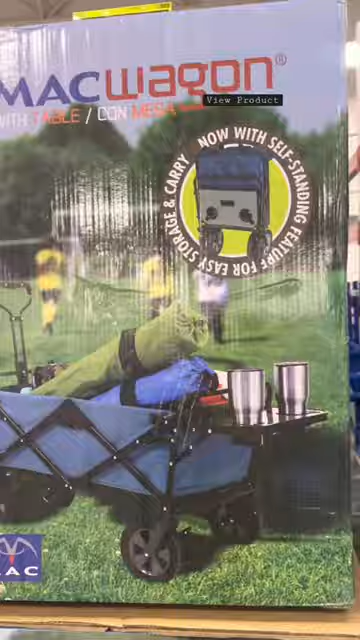 MACWagon®
WITH TABLE / CON MESA
View Product
NOW WITH SELF-STANDING FEATURE FOR EASY STORAGE & CARRY
MAC